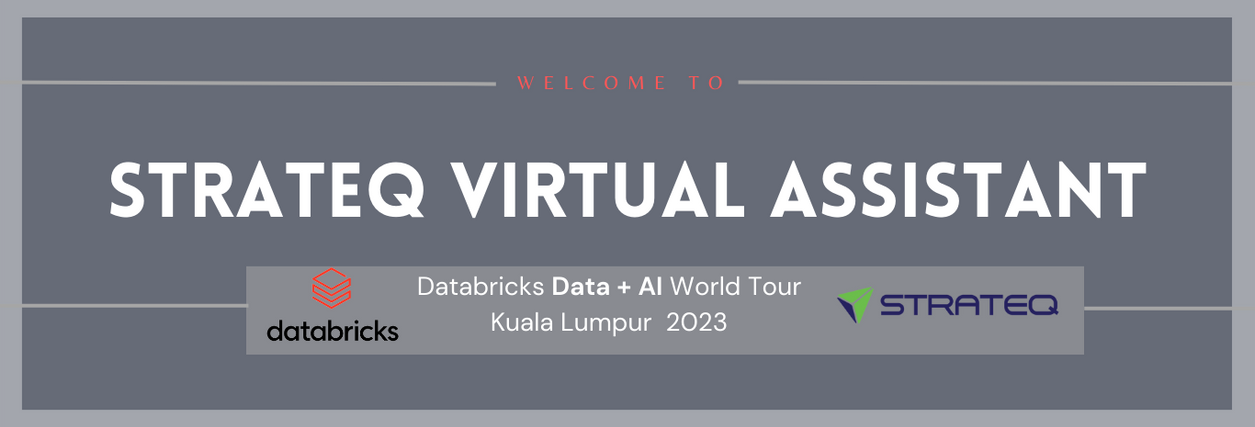 WELCOME TO
STRATEQ VIRTUAL ASSISTANT
databricks
Databricks Data + AI World Tour
Kuala Lumpur 2023
STRATEQ